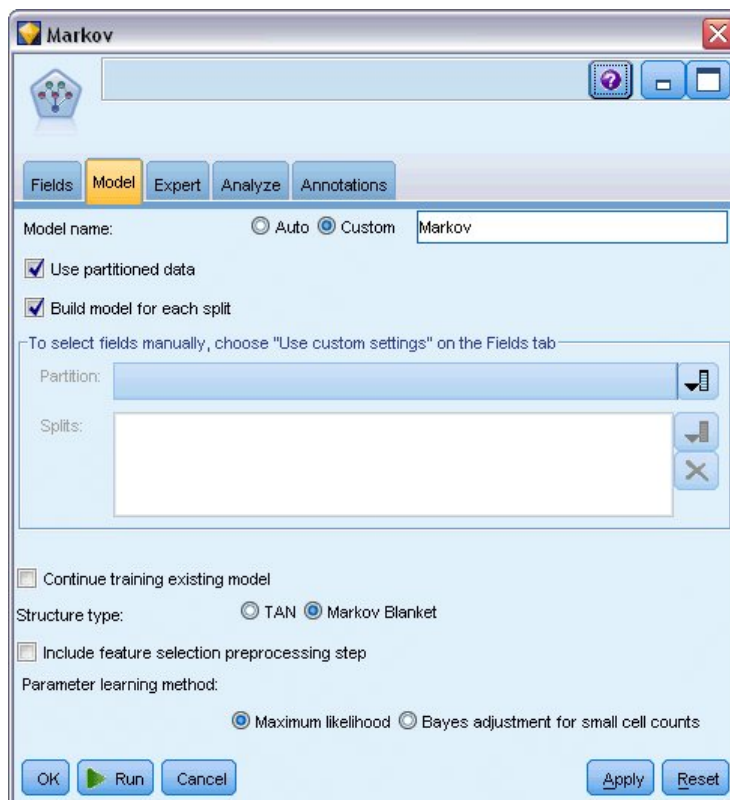 Markov
Fields Model Expert Analyze Annotations
Model name: Auto Custom Markov
Use partitioned data
Build model for each split
To select fields manually, choose "Use custom settings" on the Fields tab
Partition:
Splits:
Continue training existing model
Structure type: TAN Markov Blanket
Include feature selection preprocessing step
Parameter learning method:
Maximum likelihood Bayes adjustment for small cell counts
OK Run Cancel Apply Reset